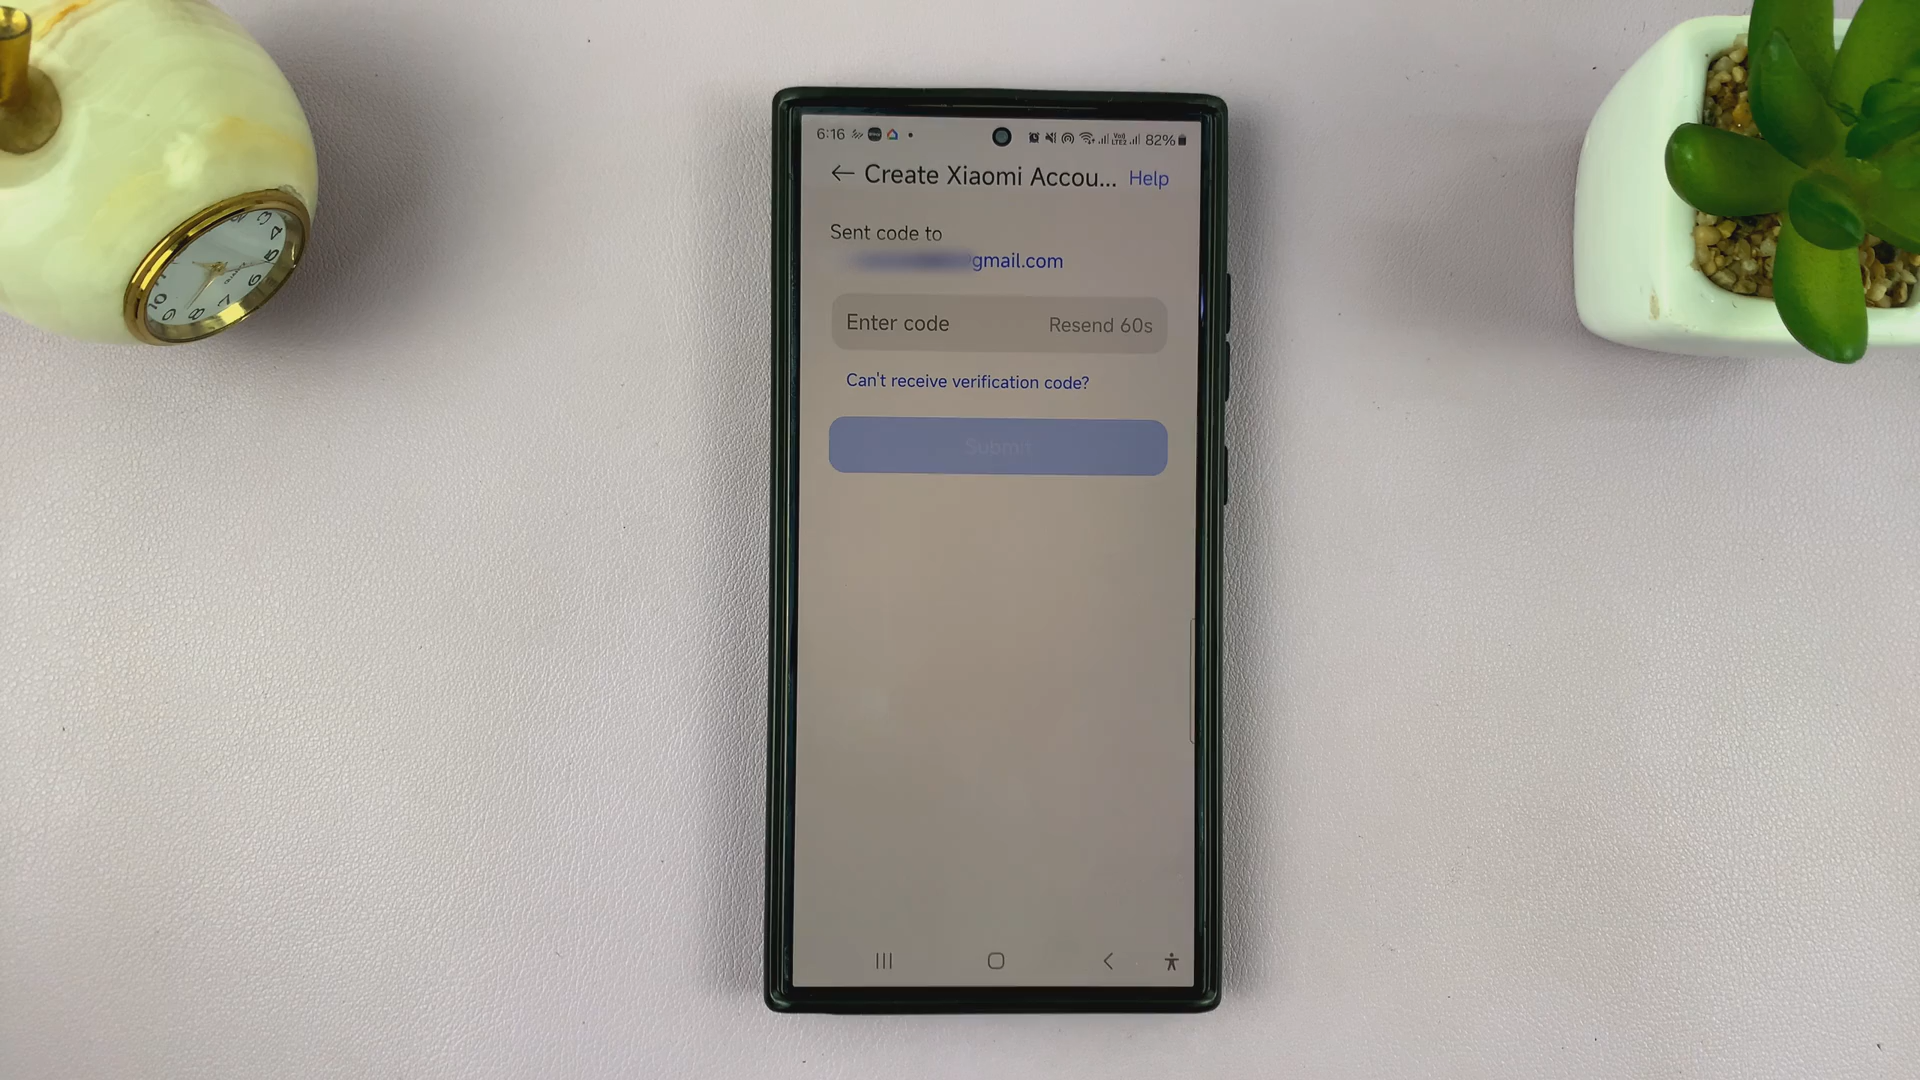 6:16 82%
Create Xiaomi Accou... Help
Sent code to
gmail.com
Enter code Resend 60s
Can't receive verification code?
Submit